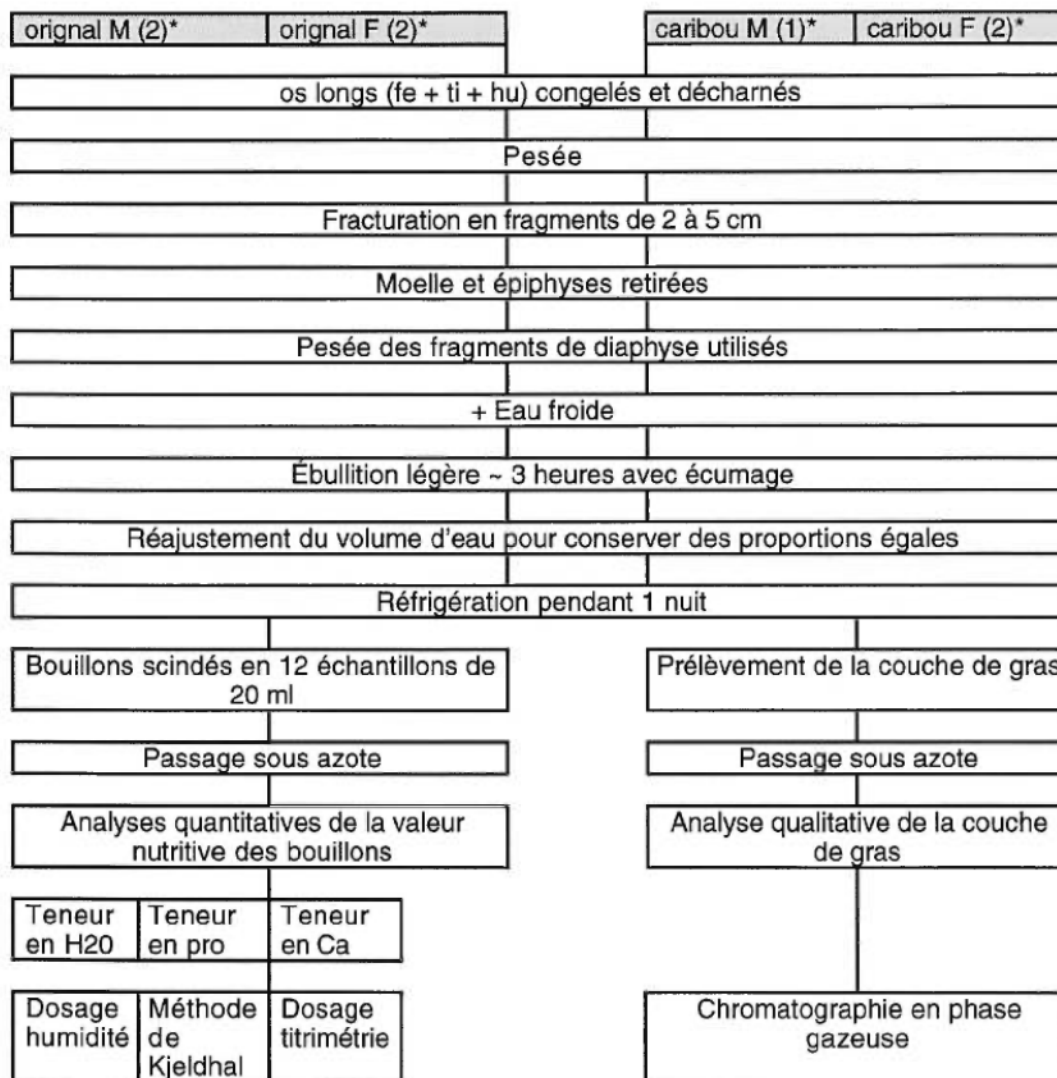 orignal M (2)* orignal F (2)* caribou M (1)* caribou F (2)*
os longs (fe + ti + hu) congelés et décharnés
Pesée
Fracturation en fragments de 2 à 5 cm
Moelle et épiphyses retirées
Pesée des fragments de diaphyse utilisés
+ Eau froide
Ébullition légère ~ 3 heures avec écumage
Réajustement du volume d'eau pour conserver des proportions égales
Réfrigération pendant 1 nuit
Bouillons scindés en 12 échantillons de
20 ml
Prélèvement de la couche de gras
Passage sous azote
Passage sous azote
Analyses quantitatives de la valeur
nutritive des bouillons
Analyse qualitative de la couche
de gras
Teneur
en H20
Teneur
en pro
Teneur
en Ca
Dosage
humidité
Méthode
de
Kjeldhal
Dosage
titrimétrie
Chromatographie en phase
gazeuse